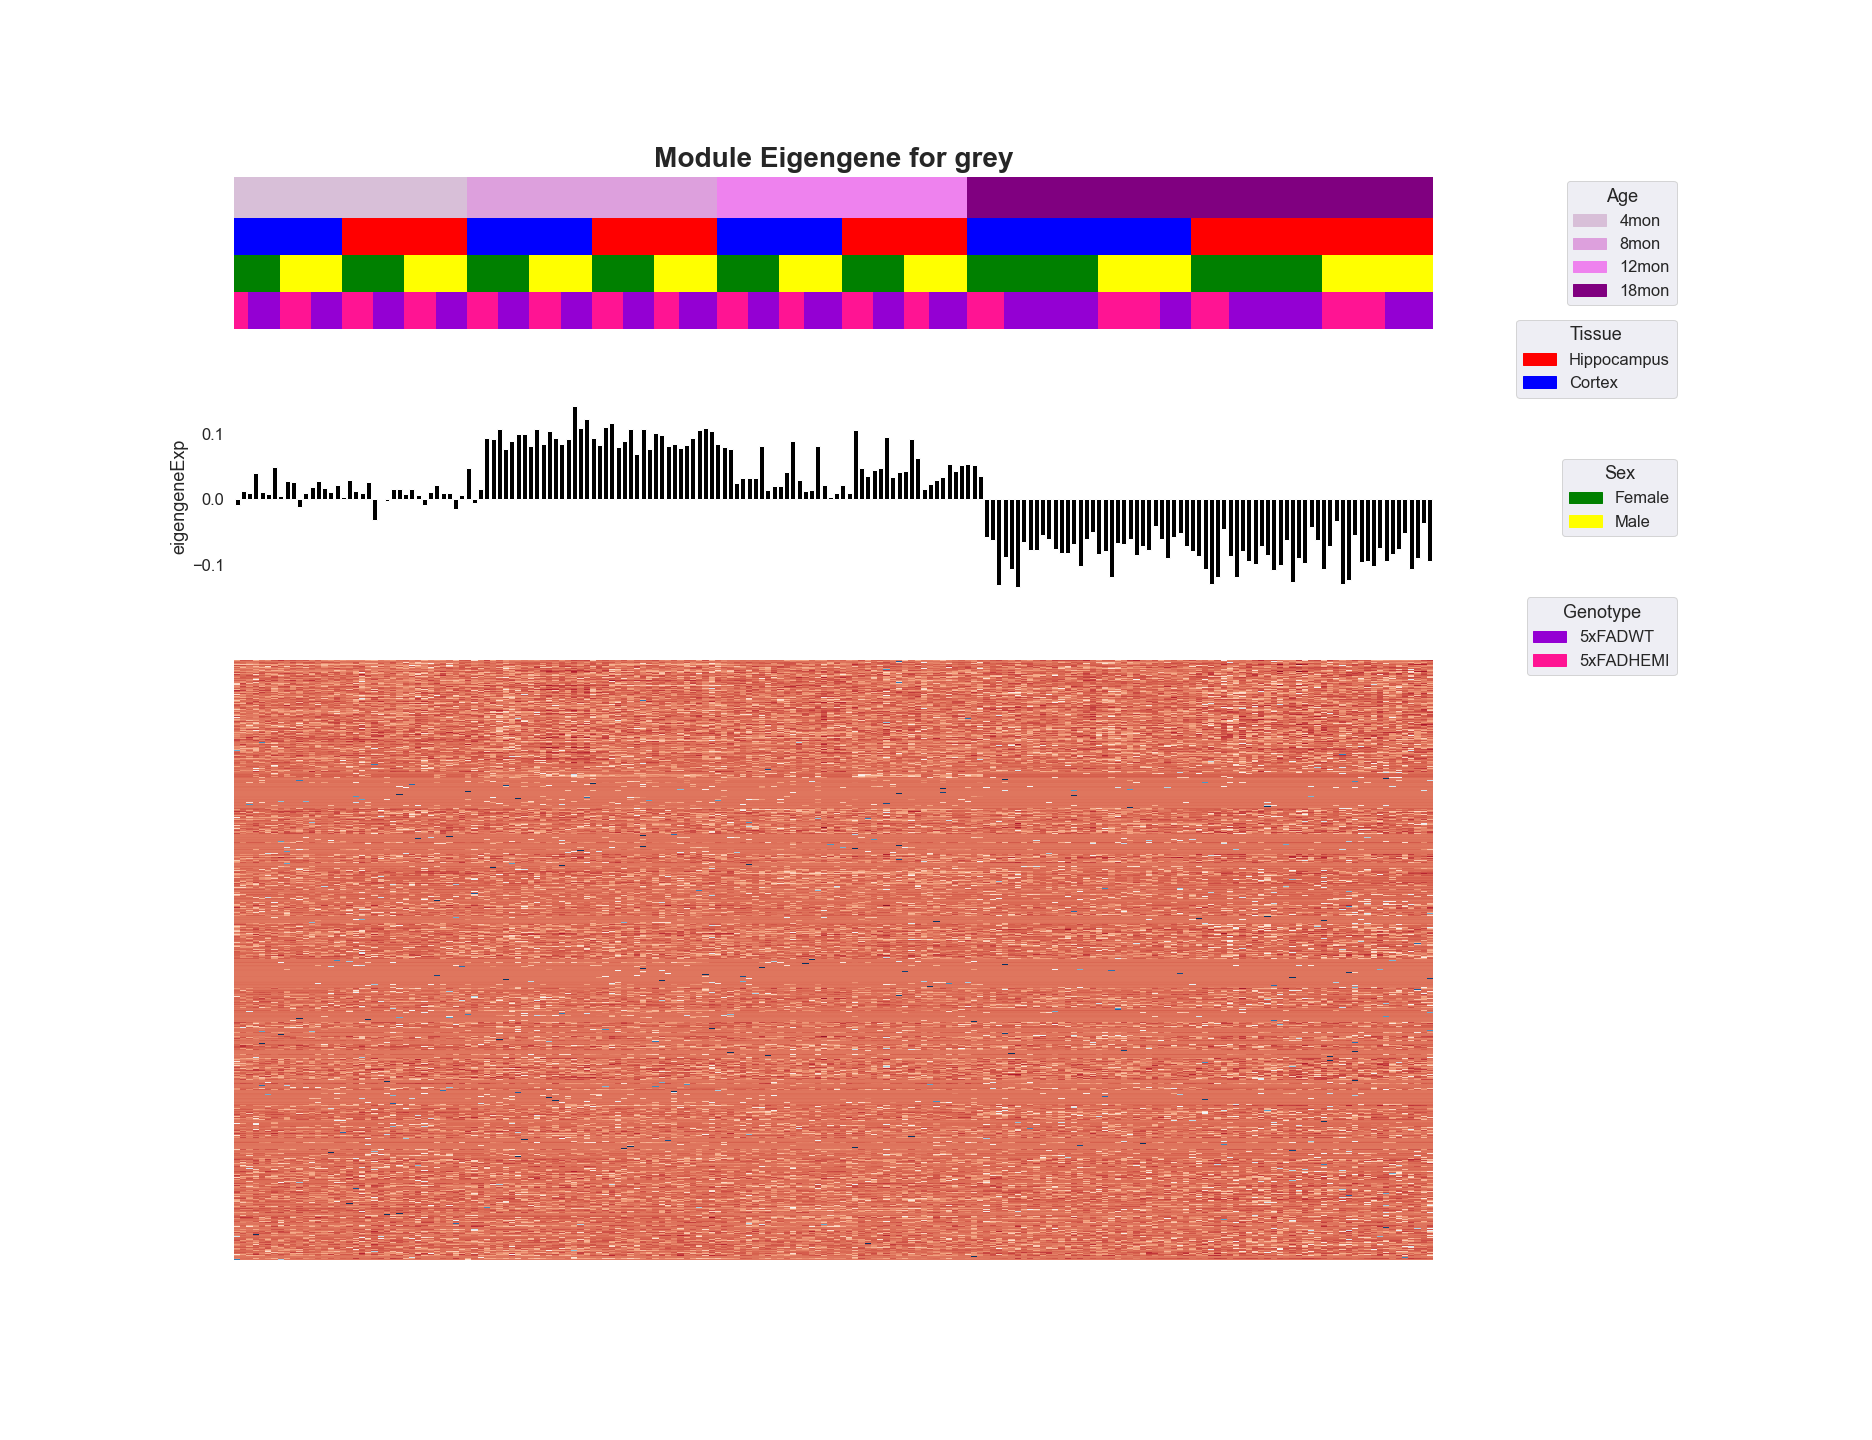 Module Eigengene for grey
Age
4mon
8mon
12mon
18mon
Tissue
Hippocampus
Cortex
eigengeneExp
0.1
0.0
−0.1
Sex
Female
Male
Genotype
5xFADWT
5xFADHEMI